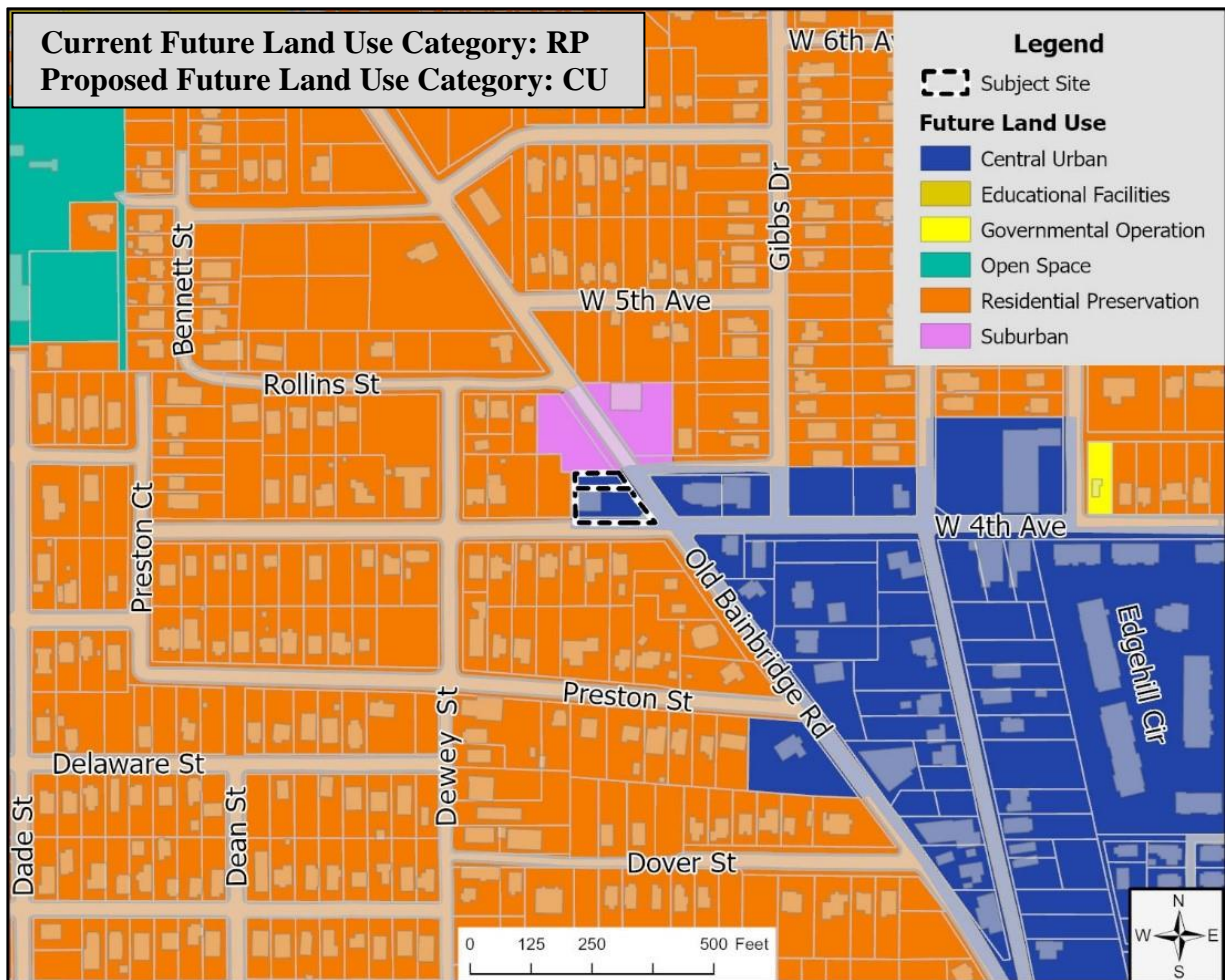 Current Future Land Use Category: RP
Proposed Future Land Use Category: CU
W 6th Av
Legend
Subject Site
Future Land Use
Central Urban
Educational Facilities
Governmental Operation
Open Space
Residential Preservation
Suburban
Gibbs Dr
Bennett St
W 5th Ave
Rollins St
Preston Ct
W 4th Ave
Old Bainbridge Rd
Edgehill Cir
Preston St
Dewey St
Delaware St
Dean St
Dade St
Dover St
0 125 250 500 Feet
N
W E
S